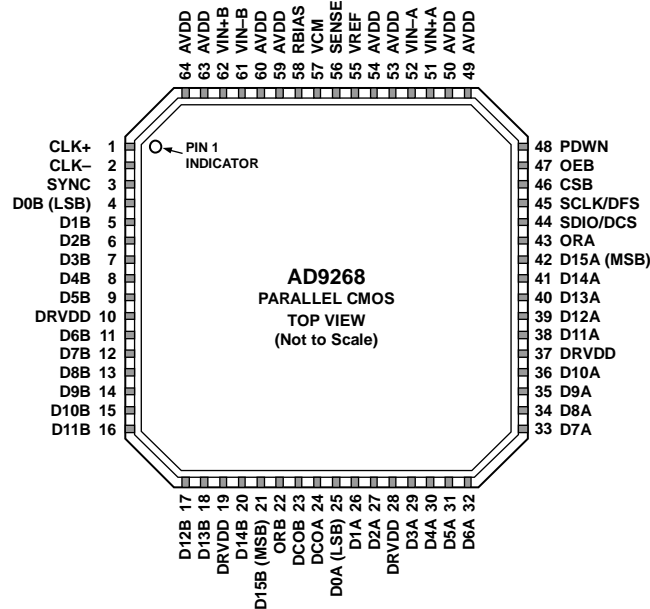 64 AVDD
63 AVDD
62 VIN+B
61 VIN–B
60 AVDD
59 AVDD
58 RBIAS
57 VCM
56 SENSE
55 VREF
54 AVDD
53 AVDD
52 VIN–A
51 VIN+A
50 AVDD
49 AVDD
CLK+ 1
CLK– 2
SYNC 3
D0B (LSB) 4
D1B 5
D2B 6
D3B 7
D4B 8
D5B 9
DRVDD 10
D6B 11
D7B 12
D8B 13
D9B 14
D10B 15
D11B 16
PIN 1
INDICATOR
AD9268
PARALLEL CMOS
TOP VIEW
(Not to Scale)
48 PDWN
47 OEB
46 CSB
45 SCLK/DFS
44 SDIO/DCS
43 ORA
42 D15A (MSB)
41 D14A
40 D13A
39 D12A
38 D11A
37 DRVDD
36 D10A
35 D9A
34 D8A
33 D7A
D12B 17
D13B 18
DRVDD 19
D14B 20
D15B (MSB) 21
ORB 22
DCOB 23
DCOA 24
D0A (LSB) 25
D1A 26
D2A 27
DRVDD 28
D3A 29
D4A 30
D5A 31
D6A 32